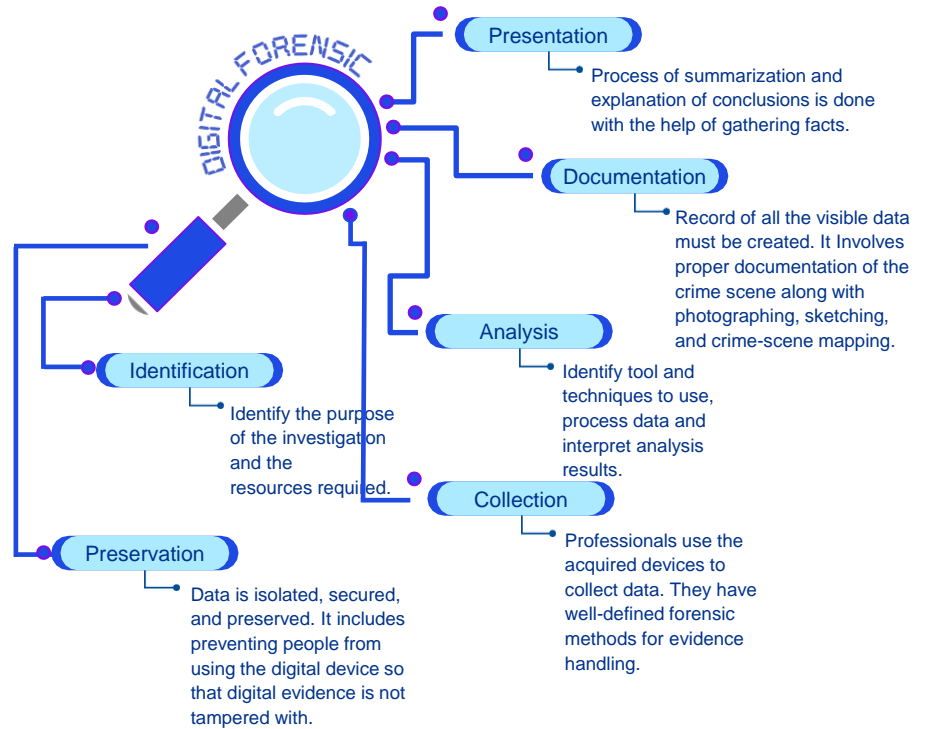 DIGITAL FORENSIC
Presentation
Process of summarization and
explanation of conclusions is done
with the help of gathering facts.
Documentation
Record of all the visible data
must be created. It Involves
proper documentation of the
crime scene along with
photographing, sketching,
and crime-scene mapping.
Analysis
Identify tool and
techniques to use,
process data and
interpret analysis
results.
Identification
Identify the purpose
of the investigation
and the
resources required.
Collection
Professionals use the
acquired devices to
collect data. They have
well-defined forensic
methods for evidence
handling.
Preservation
Data is isolated, secured,
and preserved. It includes
preventing people from
using the digital device so
that digital evidence is not
tampered with.